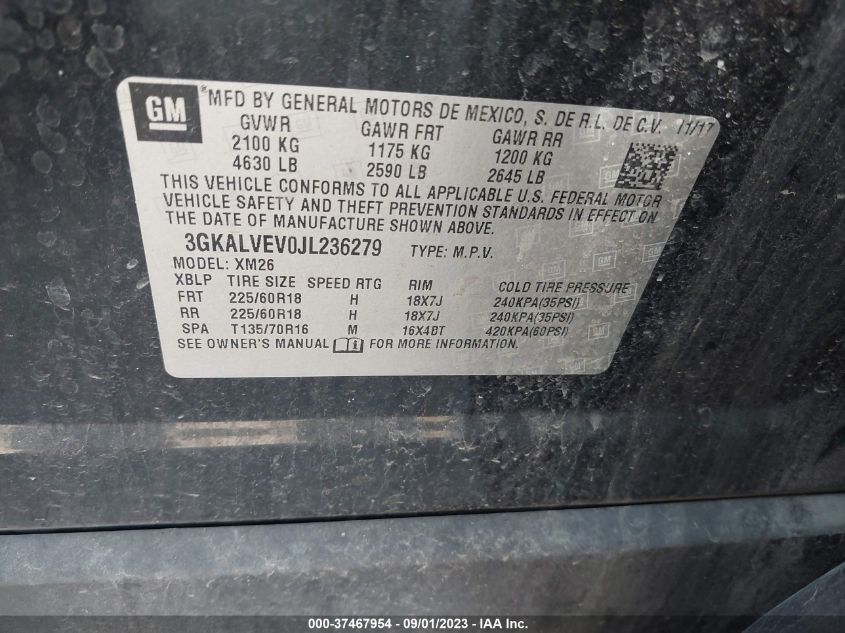 GM
MFD BY GENERAL MOTORS DE MEXICO, S. DE R.L. DE C.V. 11/17
GVWR GAWR FRT GAWR RR
2100 KG 1175 KG 1200 KG
4630 LB 2590 LB 2645 LB
THIS VEHICLE CONFORMS TO ALL APPLICABLE U.S. FEDERAL MOTOR
VEHICLE SAFETY AND THEFT PREVENTION STANDARDS IN EFFECT ON
THE DATE OF MANUFACTURE SHOWN ABOVE.
3GKALVEV0JL236279 TYPE: M.P.V.
MODEL: XM26
XBLP TIRE SIZE SPEED RTG RIM COLD TIRE PRESSURE
FRT 225/60R18 H 18X7J 240KPA(35PSI)
RR 225/60R18 H 18X7J 240KPA(35PSI)
SPA T135/70R16 M 16X4BT 420KPA(60PSI)
SEE OWNER'S MANUAL FOR MORE INFORMATION.
000-37467954 - 09/01/2023 - IAA Inc.